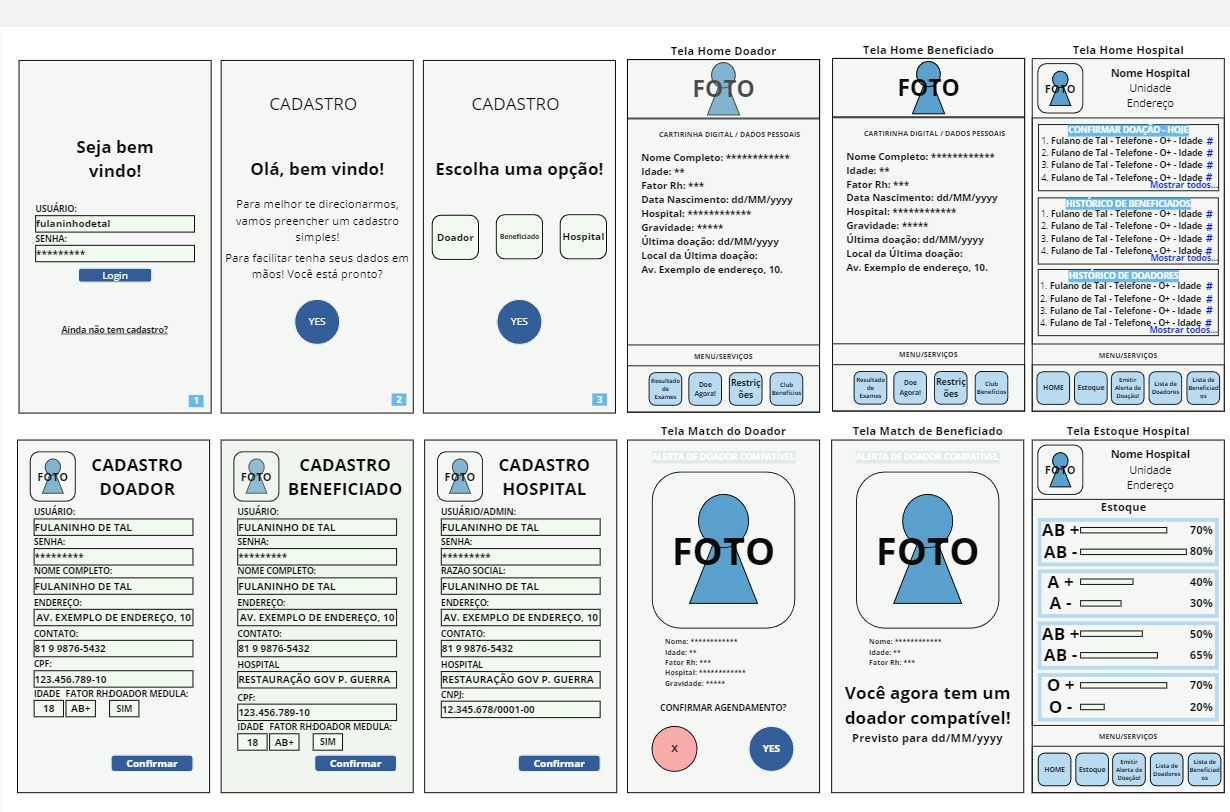 Seja bem
vindo!
USUÁRIO:
fulaninhodetal
SENHA:
*********
Login
Ainda não tem cadastro?
1
CADASTRO
Olá, bem vindo!
Para melhor te direcionarmos,
vamos preencher um cadastro
simples!
Para facilitar tenha seus dados em
mãos! Você está pronto?
YES
2
CADASTRO
Escolha uma opção!
Doador
Beneficiado
Hospital
YES
3
Tela Home Doador
FOTO
CARTIRINHA DIGITAL / DADOS PESSOAIS
Nome Completo: ************
Idade: **
Fator Rh: ***
Data Nascimento: dd/MM/yyyy
Hospital: ************
Gravidade: *****
Última doação: dd/MM/yyyy
Local da Última doação:
Av. Exemplo de endereço, 10.
MENU/SERVIÇOS
Resultado
de
Exames
Doe
Agora!
Restriç
ões
Club
Benefícios
Tela Home Beneficiado
FOTO
CARTIRINHA DIGITAL / DADOS PESSOAIS
Nome Completo: ************
Idade: **
Fator Rh: ***
Data Nascimento: dd/MM/yyyy
Hospital: ************
Gravidade: *****
Última doação: dd/MM/yyyy
Local da Última doação:
Av. Exemplo de endereço, 10.
MENU/SERVIÇOS
Resultado
de
Exames
Doe
Agora!
Restriç
ões
Club
Benefícios
Tela Home Hospital
FOTO
Nome Hospital
Unidade
Endereço
CONFIRMAR DOAÇÃO - HOJE
1. Fulano de Tal - Telefone - O+ - Idade #
2. Fulano de Tal - Telefone - O+ - Idade #
3. Fulano de Tal - Telefone - O+ - Idade #
4. Fulano de Tal - Telefone - O+ - Idade #
Mostrar todos...
HISTÓRICO DE BENEFICIADOS
1. Fulano de Tal - Telefone - O+ - Idade #
2. Fulano de Tal - Telefone - O+ - Idade #
3. Fulano de Tal - Telefone - O+ - Idade #
4. Fulano de Tal - Telefone - O+ - Idade #
Mostrar todos...
HISTÓRICO DE DOADORES
1. Fulano de Tal - Telefone - O+ - Idade #
2. Fulano de Tal - Telefone - O+ - Idade #
3. Fulano de Tal - Telefone - O+ - Idade #
4. Fulano de Tal - Telefone - O+ - Idade #
Mostrar todos...
MENU/SERVIÇOS
HOME
Estoque
Emitir
Alerta de
Doação!
Lista de
Doadores
Lista de
Beneficiad
os
FOTO
CADASTRO
DOADOR
USUÁRIO:
FULANINHO DE TAL
SENHA:
*********
NOME COMPLETO:
FULANINHO DE TAL
ENDEREÇO:
AV. EXEMPLO DE ENDEREÇO, 10
CONTATO:
81 9 9876-5432
CPF:
123.456.789-10
IDADE FATOR RH:DOADOR MEDULA:
18 AB+ SIM
Confirmar
FOTO
CADASTRO
BENEFICIADO
USUÁRIO:
FULANINHO DE TAL
SENHA:
*********
NOME COMPLETO:
FULANINHO DE TAL
ENDEREÇO:
AV. EXEMPLO DE ENDEREÇO, 10
CONTATO:
81 9 9876-5432
HOSPITAL
RESTAURAÇÃO GOV P. GUERRA
CPF:
123.456.789-10
IDADE FATOR RH:DOADOR MEDULA:
18 AB+ SIM
Confirmar
FOTO
CADASTRO
HOSPITAL
USUÁRIO/ADMIN:
FULANINHO DE TAL
SENHA:
*********
RAZÃO SOCIAL:
FULANINHO DE TAL
ENDEREÇO:
AV. EXEMPLO DE ENDEREÇO, 10
CONTATO:
81 9 9876-5432
HOSPITAL
RESTAURAÇÃO GOV P. GUERRA
CNPJ:
12.345.678/0001-00
Confirmar
Tela Match do Doador
ALERTA DE DOADOR COMPATÍVEL
FOTO
Nome: ************
Idade: **
Fator Rh: ***
Hospital: ************
Gravidade: *****
CONFIRMAR AGENDAMENTO?
X
YES
Tela Match de Beneficiado
ALERTA DE DOADOR COMPATÍVEL
FOTO
Nome: ************
Idade: **
Fator Rh: ***
Você agora tem um
doador compatível!
Previsto para dd/MM/yyyy
Tela Estoque Hospital
FOTO
Nome Hospital
Unidade
Endereço
Estoque
AB + 70%
AB - 80%
A + 40%
A - 30%
AB + 50%
AB - 65%
O + 70%
O - 20%
MENU/SERVIÇOS
HOME
Estoque
Emitir
Alerta de
Doação!
Lista de
Doadores
Lista de
Beneficiad
os